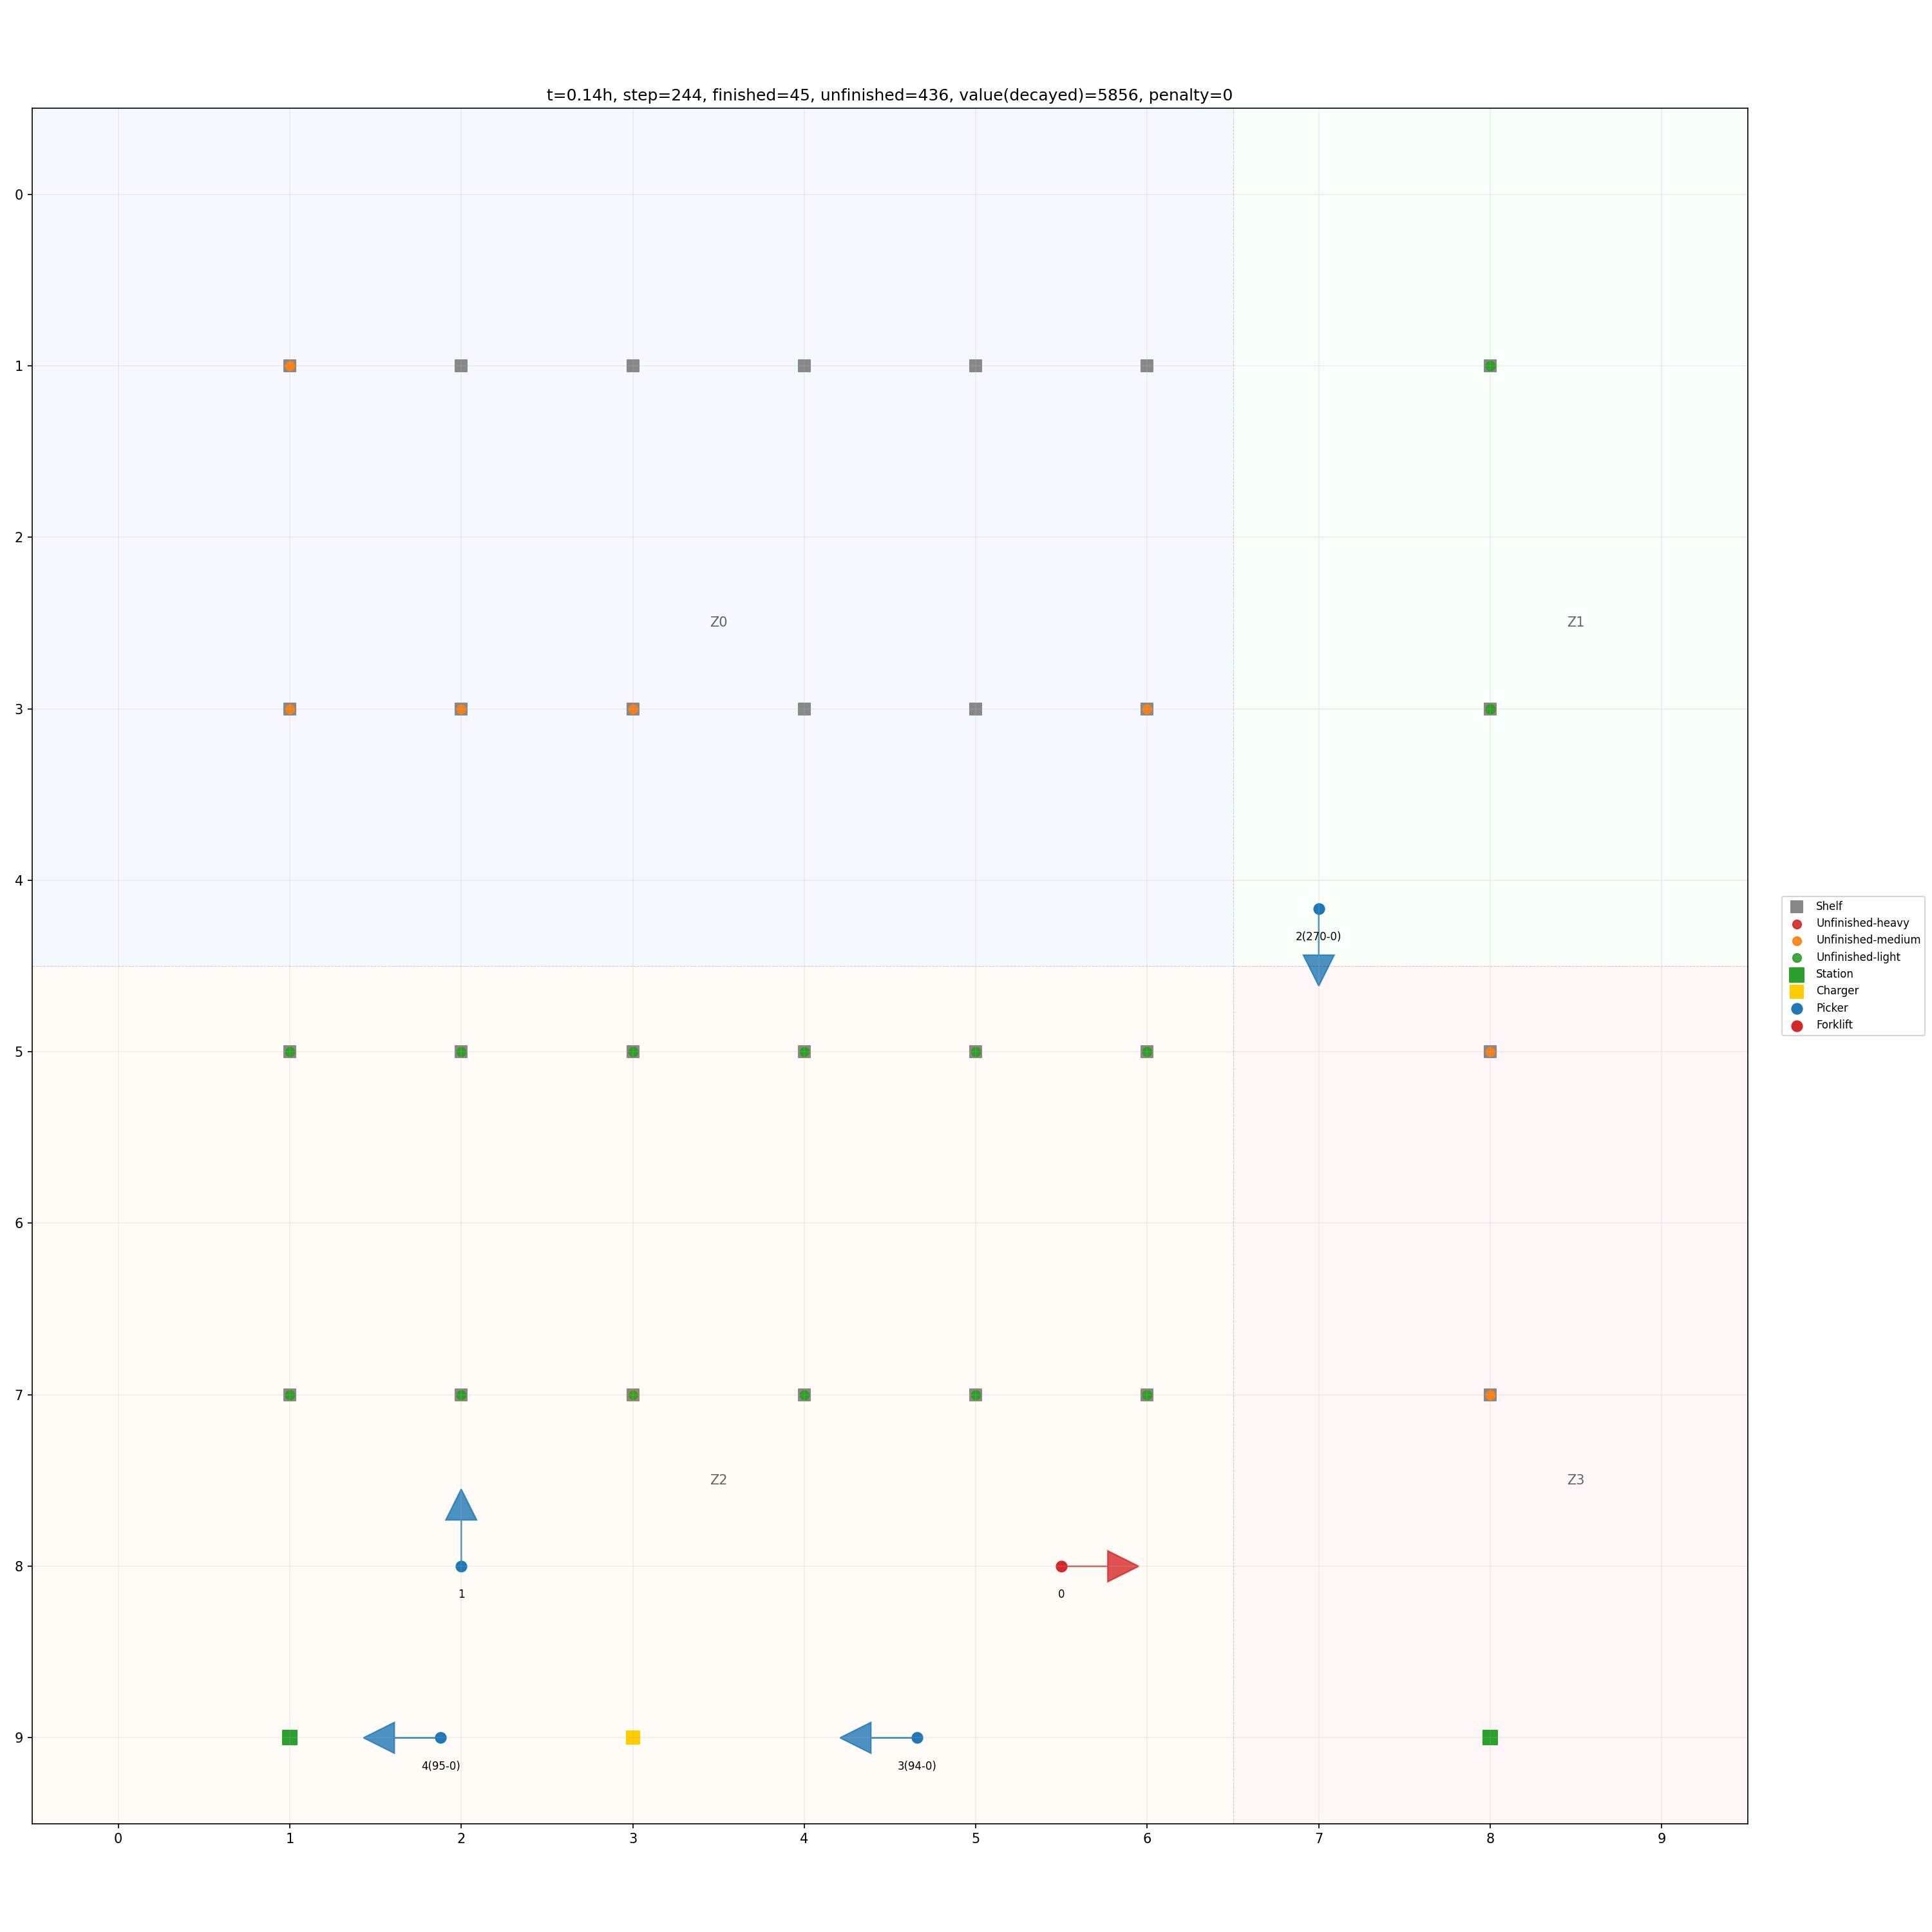 t=0.14h, step=244, finished=45, unfinished=436, value(decayed)=5856, penalty=0
0
1
2
Z0
Z1
3
4
2(270-0)
Shelf
Unfinished-heavy
Unfinished-medium
Unfinished-light
Station
Charger
Picker
Forklift
5
6
7
Z2
Z3
8
1
0
9
4(95-0)
3(94-0)
0 1 2 3 4 5 6 7 8 9